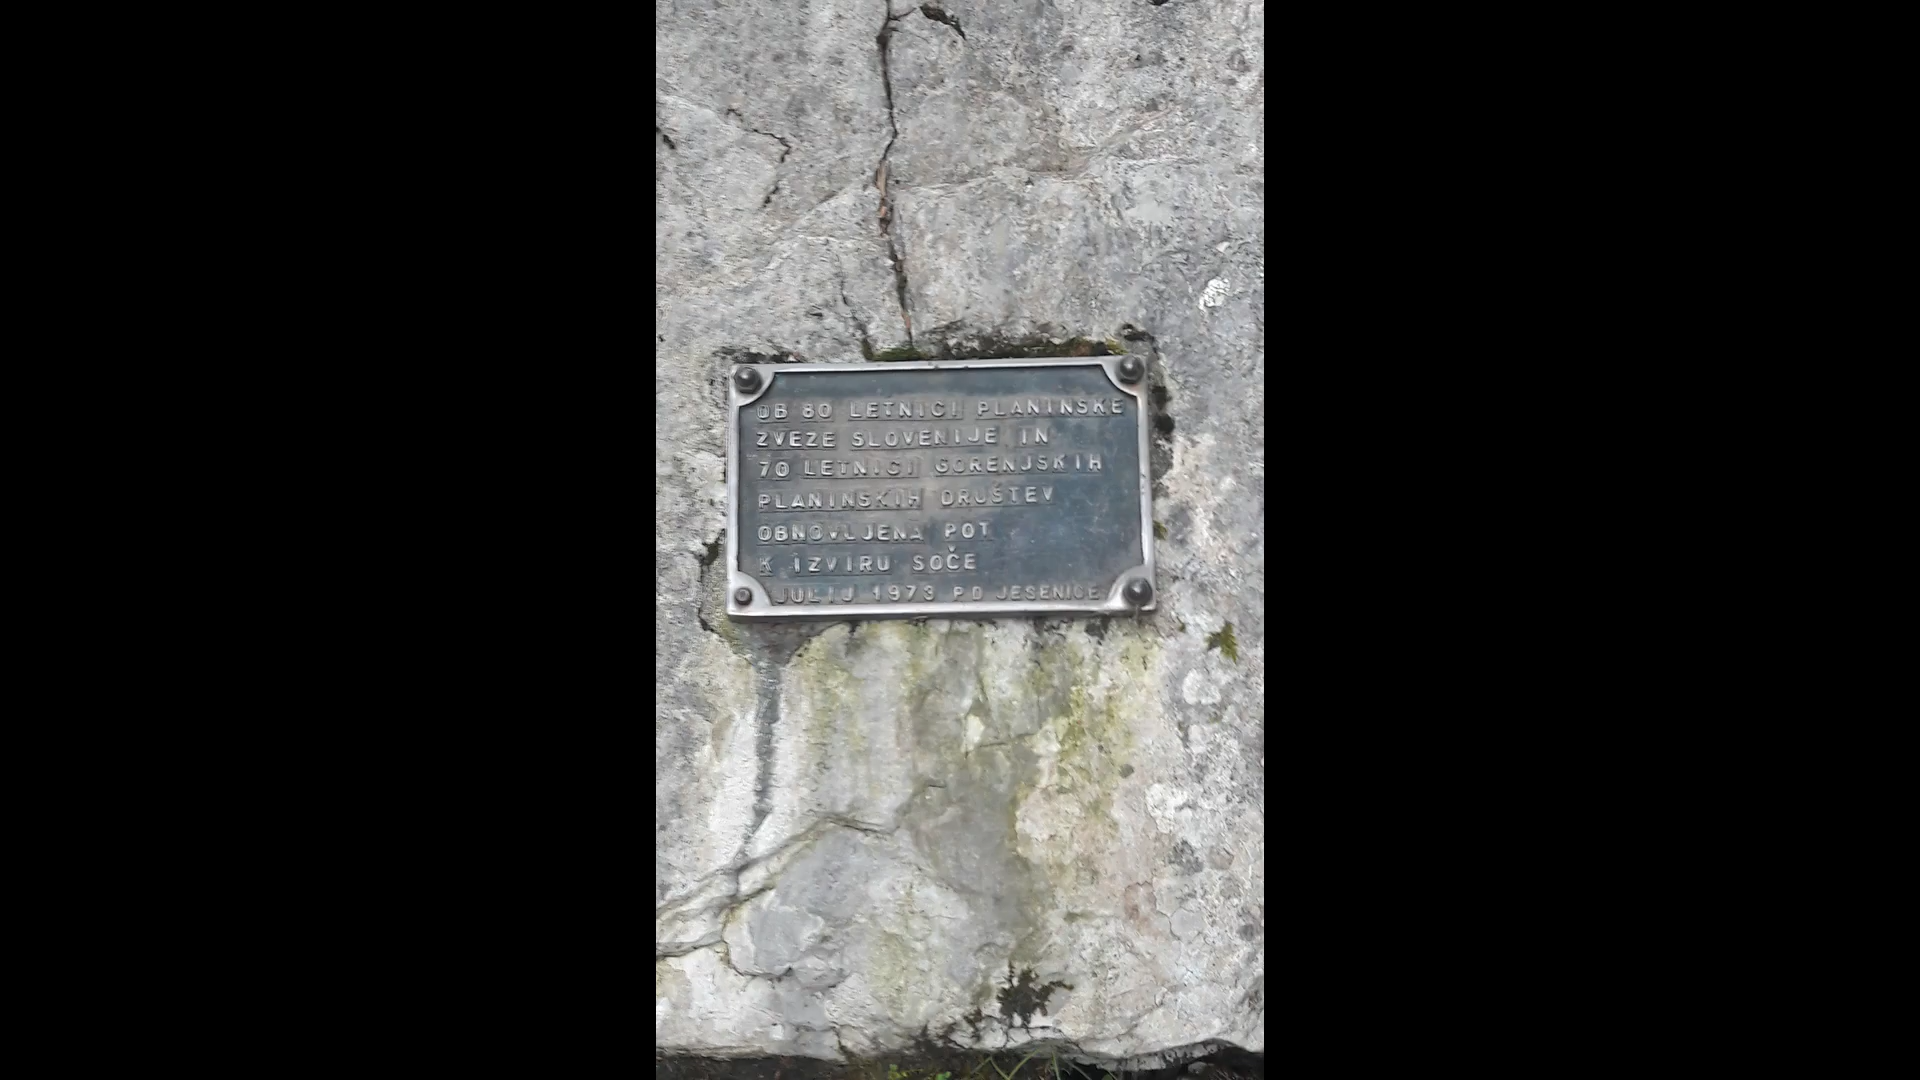 OB 80 LETNICI PLANINSKE
ZVEZE SLOVENIJE IN
70 LETNICI GORENJSKIH
PLANINSKIH DRUŠTEV
OBNOVLJENA POT
K IZVIRU SOČE
JULIJ 1973 PD JESENICE